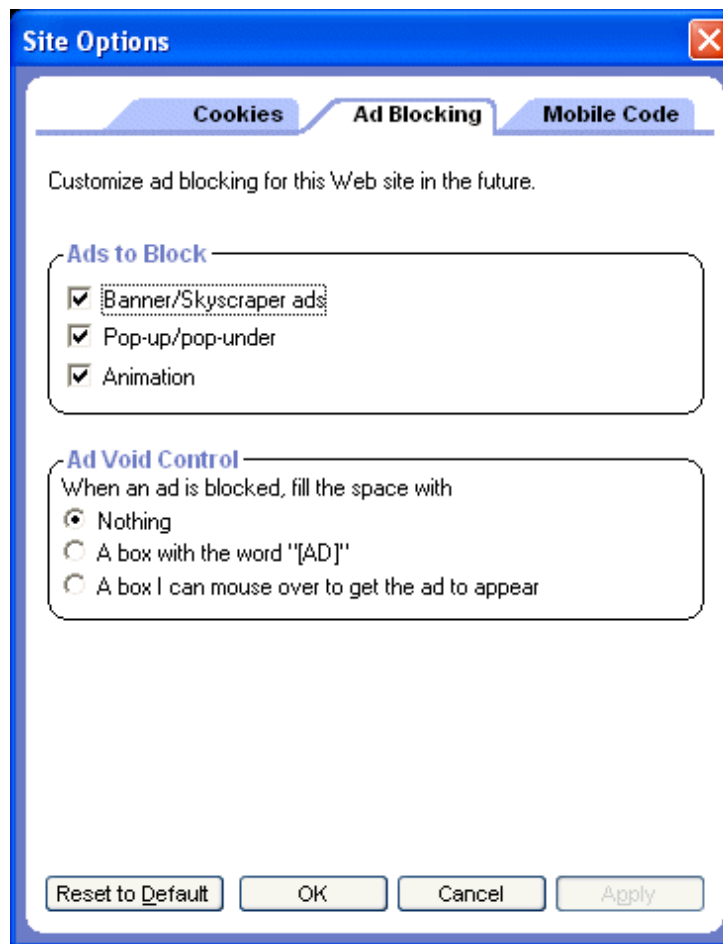 Site Options
Cookies Ad Blocking Mobile Code
Customize ad blocking for this Web site in the future.
Ads to Block
Banner/Skyscraper ads
Pop-up/pop-under
Animation
Ad Void Control
When an ad is blocked, fill the space with
Nothing
A box with the word "[AD]"
A box I can mouse over to get the ad to appear
Reset to Default OK Cancel Apply